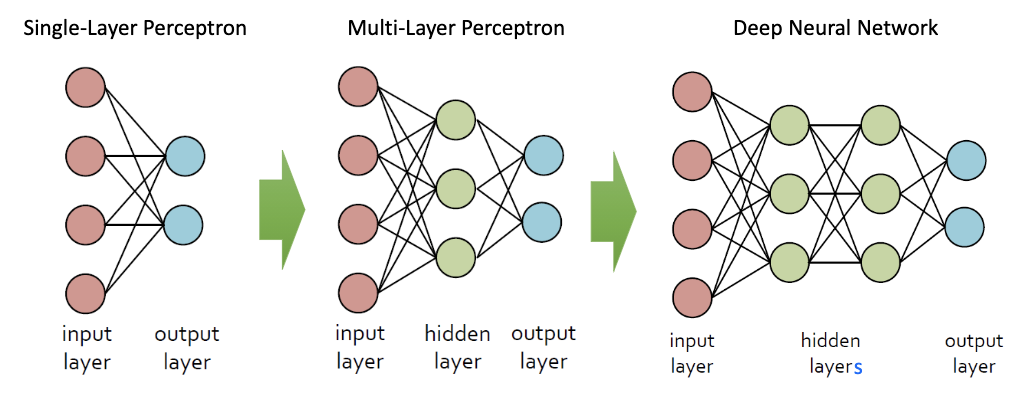 Single-Layer Perceptron
Multi-Layer Perceptron
Deep Neural Network
input
layer
output
layer
input
layer
hidden
layer
output
layer
input
layer
hidden
layers
output
layer